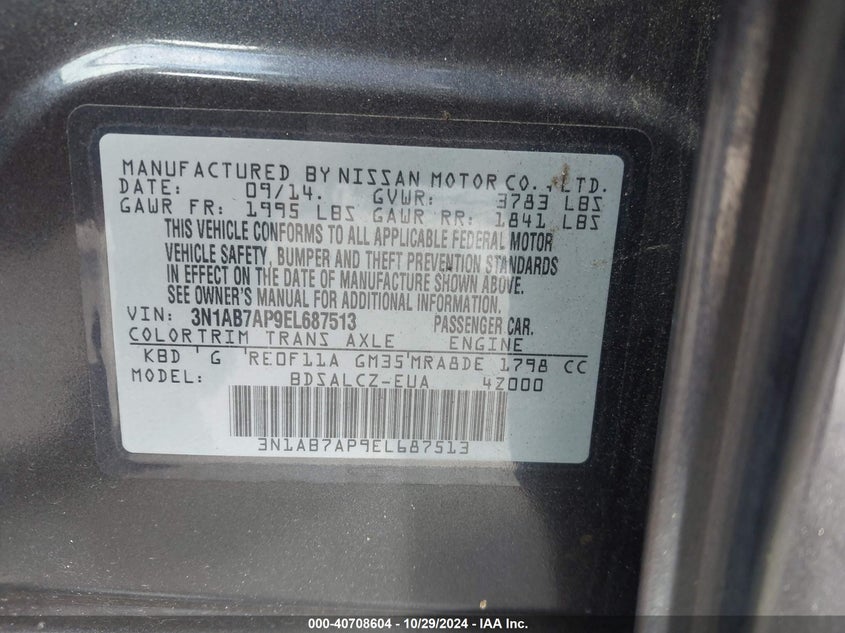 MANUFACTURED BY NISSAN MOTOR CO., LTD.
DATE: 09/14. GVWR: 3783 LBS
GAWR FR: 1995 LBS GAWR RR: 1841 LBS
THIS VEHICLE CONFORMS TO ALL APPLICABLE FEDERAL MOTOR
VEHICLE SAFETY, BUMPER AND THEFT PREVENTION STANDARDS
IN EFFECT ON THE DATE OF MANUFACTURE SHOWN ABOVE.
SEE OWNER'S MANUAL FOR ADDITIONAL INFORMATION.
VIN: 3N1AB7AP9EL687513 PASSENGER CAR.
COLOR TRIM TRANS AXLE ENGINE
KBD G RE0F11A GM35 MRA8DE 1798 CC
MODEL: BDSALCZ-EUA 4Z000
3N1AB7AP9EL687513
000-40708604 / 10/29/2024 - IAA Inc.